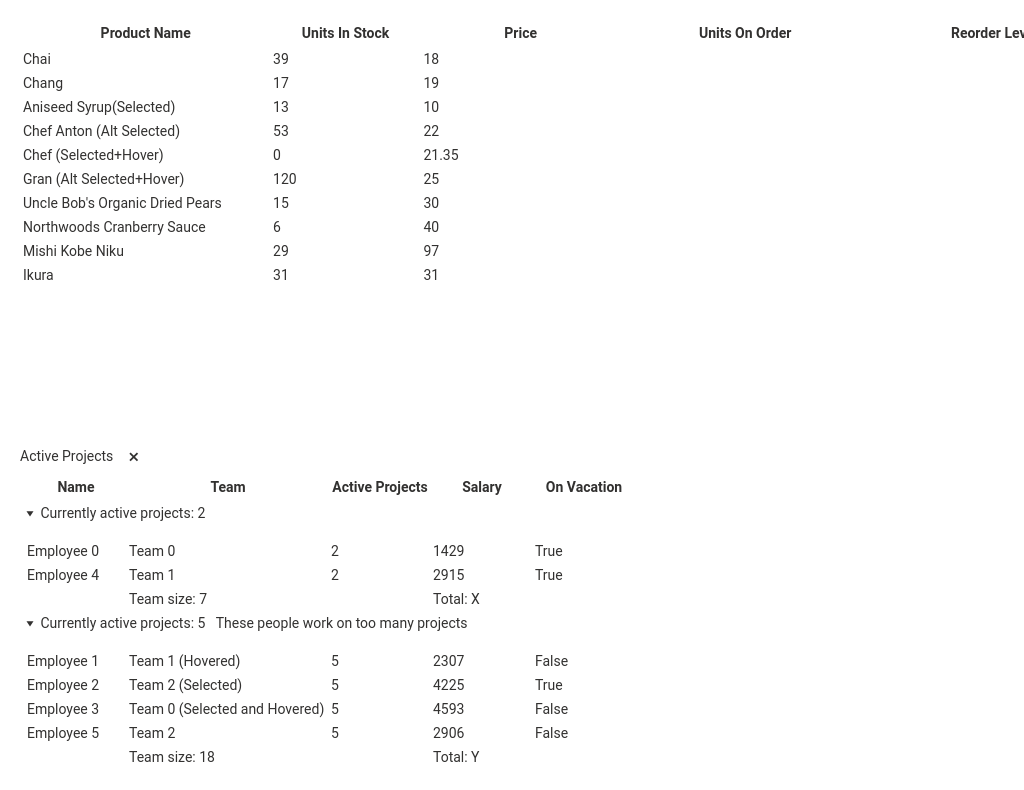 Product Name Units In Stock Price Units On Order Reorder Lev
Chai 39 18
Chang 17 19
Aniseed Syrup(Selected) 13 10
Chef Anton (Alt Selected) 53 22
Chef (Selected+Hover) 0 21.35
Gran (Alt Selected+Hover) 120 25
Uncle Bob's Organic Dried Pears 15 30
Northwoods Cranberry Sauce 6 40
Mishi Kobe Niku 29 97
Ikura 31 31
Active Projects ×
Name Team Active Projects Salary On Vacation
▾ Currently active projects: 2
Employee 0 Team 0 2 1429 True
Employee 4 Team 1 2 2915 True
Team size: 7 Total: X
▾ Currently active projects: 5 These people work on too many projects
Employee 1 Team 1 (Hovered) 5 2307 False
Employee 2 Team 2 (Selected) 5 4225 True
Employee 3 Team 0 (Selected and Hovered) 5 4593 False
Employee 5 Team 2 5 2906 False
Team size: 18 Total: Y